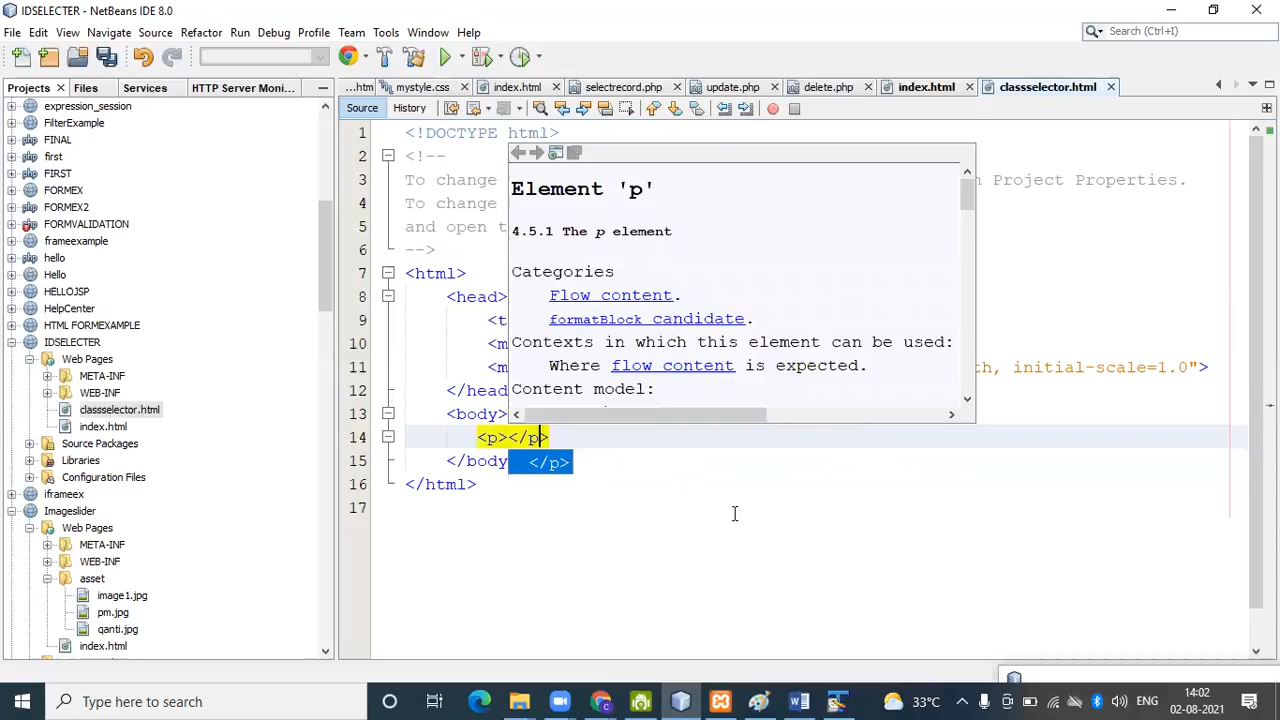 IDSELECTER - NetBeans IDE 8.0
File Edit View Navigate Source Refactor Run Debug Profile Team Tools Window Help
Search (Ctrl+I)
Projects Files Services HTTP Server Moni...
...htm mystyle.css index.html selectrecord.php update.php delete.php index.html classselector.html
Source History
expression_session
FilterExample
FINAL
first
FIRST
FORMEX
FORMEX2
FORMVALIDATION
frameexample
hello
Hello
HELLOJSP
HelpCenter
HTML FORMEXAMPLE
IDSELECTER
Web Pages
META-INF
WEB-INF
classselector.html
index.html
Source Packages
Libraries
Configuration Files
iframeex
Imageslider
Web Pages
META-INF
WEB-INF
asset
image1.jpg
pm.jpg
qanti.jpg
index.html
1 <!DOCTYPE html>
2 <!--
3 To change n Project Properties.
4 To change
5 and open t
6 -->
7 <html>
8 <head>
9 <t
10 <m
11 <m th, initial-scale=1.0">
12 </head
13 <body>
14 <p></p>
15 </body
16 </html>
17
Element 'p'
4.5.1 The p element
Categories
Flow content.
formatBlock candidate.
Contexts in which this element can be used:
Where flow content is expected.
Content model:
</p>
Type here to search
33°C
ENG
14:02
02-08-2021